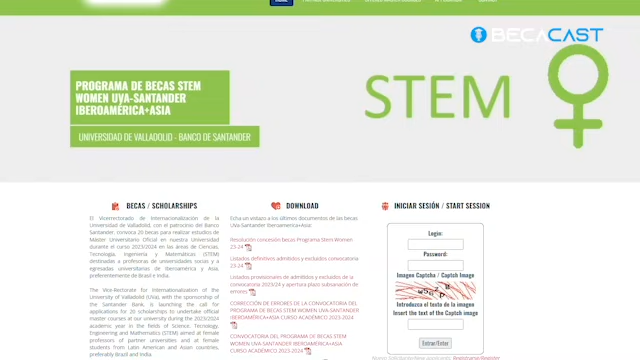 BECACAST
PROGRAMA DE BECAS STEM
WOMEN UVA-SANTANDER
IBEROAMÉRICA+ASIA
UNIVERSIDAD DE VALLADOLID - BANCO DE SANTANDER
STEM
BECAS / SCHOLARSHIPS
El Vicerrectorado de Internacionalización de la
Universidad de Valladolid, con el patrocinio del Banco
Santander, convoca 20 becas para realizar estudios de
Máster Universitario Oficial en nuestra Universidad
durante el curso 2023/2024 en las áreas de Ciencias,
Tecnología, Ingeniería y Matemáticas (STEM)
destinadas a profesoras de universidades socias y a
egresadas universitarias de Iberoamérica y Asia,
preferentemente de Brasil e India.
The Vice-Rectorate for Internationalization of the
University of Valladolid (UVa), with the sponsorship of
the Santander Bank, is launching the call for
applications for 20 scholarships to undertake official
master courses at our university during the 2023/2024
academic year in the fields of Science, Tecnology,
Engineering and Mathematics (STEM) aimed at female
professors of partner universities and at female
students from Latin American and Asian countries,
preferably Brazil and India
DOWNLOAD
Echa un vistazo a los últimos documentos de las becas
UVa-Santander Iberoamérica+Asia:
Resolución concesión becas Programa Stem Women
23-24
Listados definitivos admitidos y excluidos convocatoria
23-24
Listados provisionales de admitidos y excludios de la
convocatoria 2023/24 y apertura plazo subsanación de
errores
CORRECCIÓN DE ERRORES DE LA CONVOCATORIA DEL
PROGRAMA DE BECAS STEM WOMEN UVA SANTANDER
IBEROAMÉRICA+ASIA CURSO ACADÉMICO 2023-2024
CONVOCATORIA DEL PROGRAMA DE BECAS STEM
WOMEN UVA SANTANDER IBEROAMÉRICA+ASIA
CURSO ACADÉMICO 2023-2024
INICIAR SESIÓN / START SESSION
Login:
Password:
Imagen Captcha / Captcha Image
Introduzca el texto de la imagen
Insert the text of the Captcha image
Entrar/Enter
Registrarse/Register